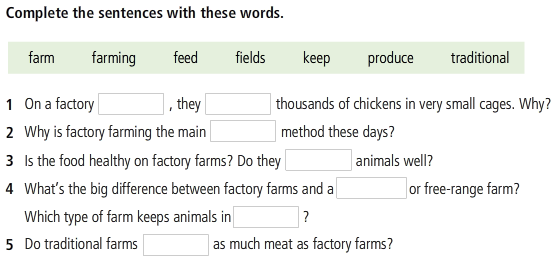 Complete the sentences with these words.
farm farming feed fields keep produce traditional
1 On a factory , they thousands of chickens in very small cages. Why?
2 Why is factory farming the main method these days?
3 Is the food healthy on factory farms? Do they animals well?
4 What's the big difference between factory farms and a or free-range farm?
Which type of farm keeps animals in ?
5 Do traditional farms as much meat as factory farms?